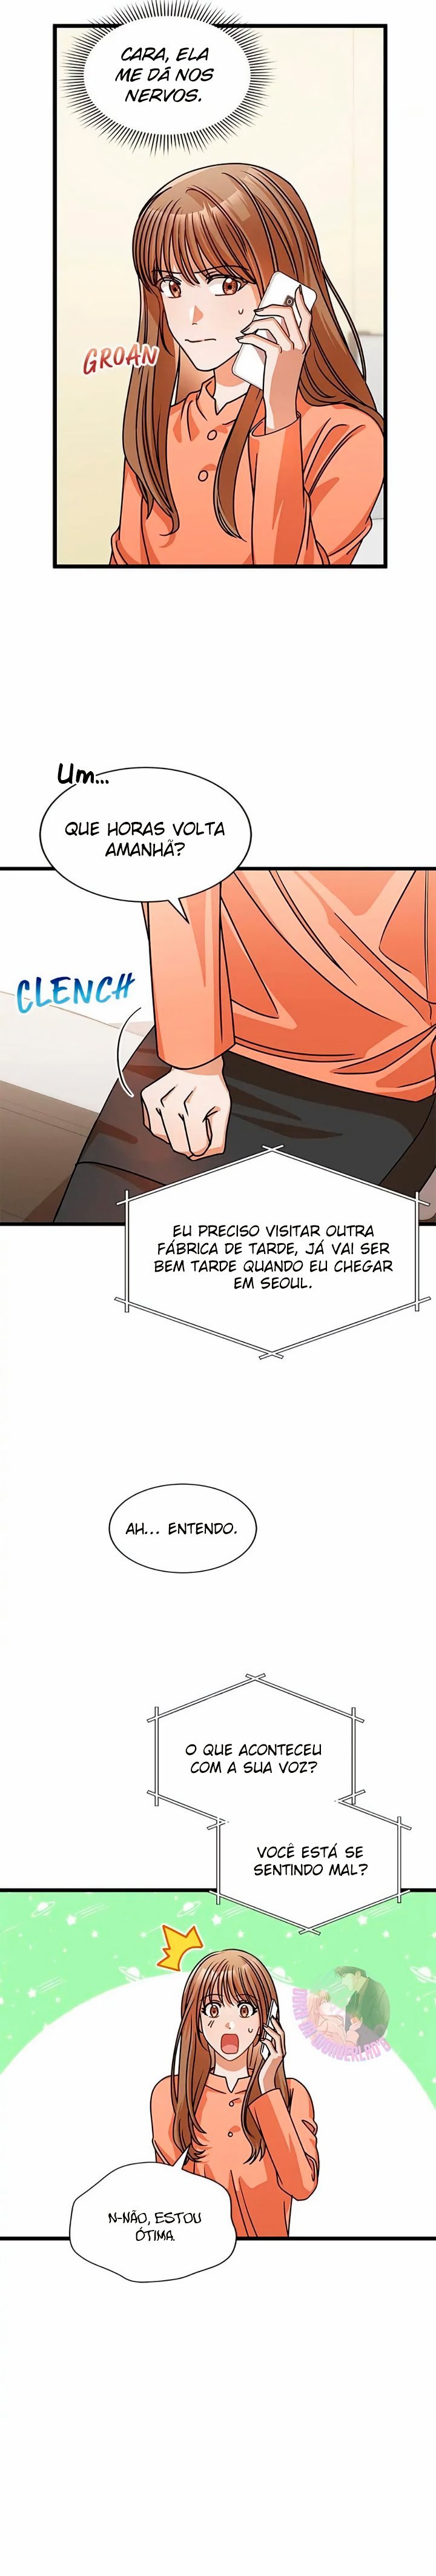 CARA, ELA
ME DÁ NOS
NERVOS.
GROAN
Um...
QUE HORAS VOLTA
AMANHÃ?
CLENCH
EU PRECISO VISITAR OUTRA
FÁBRICA DE TARDE, JÁ VAI SER
BEM TARDE QUANDO EU CHEGAR
EM SEOUL.
AH... ENTENDO.
O QUE ACONTECEU
COM A SUA VOZ?
VOCÊ ESTÁ SE
SENTINDO MAL?
N-NÃO, ESTOU
ÓTIMA.